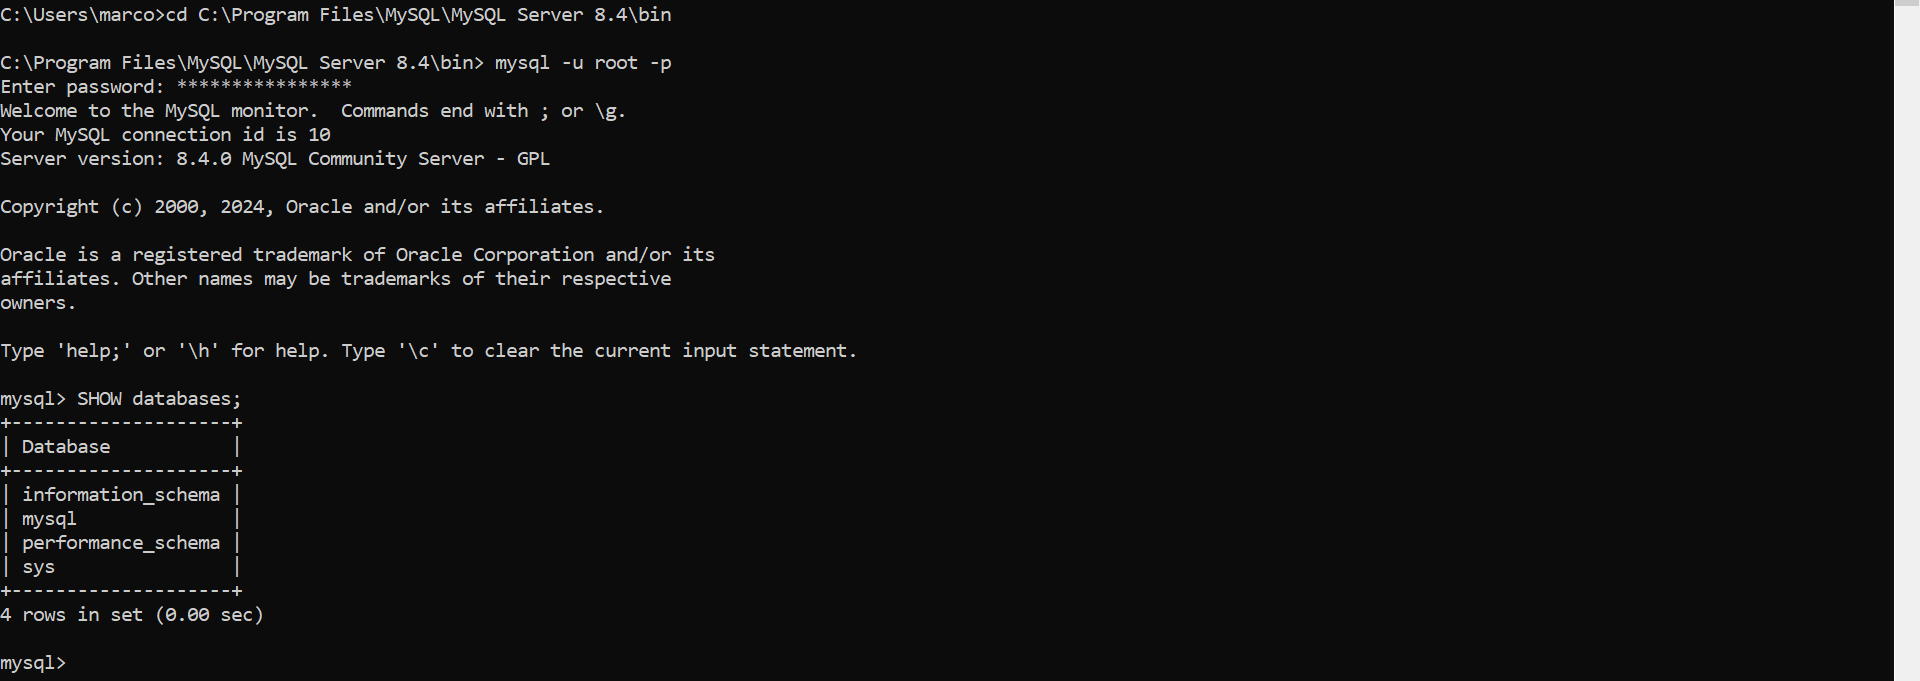 C:\Users\marco>cd C:\Program Files\MySQL\MySQL Server 8.4\bin
C:\Program Files\MySQL\MySQL Server 8.4\bin> mysql -u root -p
Enter password: ****************
Welcome to the MySQL monitor.  Commands end with ; or \g.
Your MySQL connection id is 10
Server version: 8.4.0 MySQL Community Server - GPL
Copyright (c) 2000, 2024, Oracle and/or its affiliates.
Oracle is a registered trademark of Oracle Corporation and/or its
affiliates. Other names may be trademarks of their respective
owners.
Type 'help;' or '\h' for help. Type '\c' to clear the current input statement.
mysql> SHOW databases;
+--------------------+
| Database           |
+--------------------+
| information_schema |
| mysql              |
| performance_schema |
| sys                |
+--------------------+
4 rows in set (0.00 sec)
mysql>